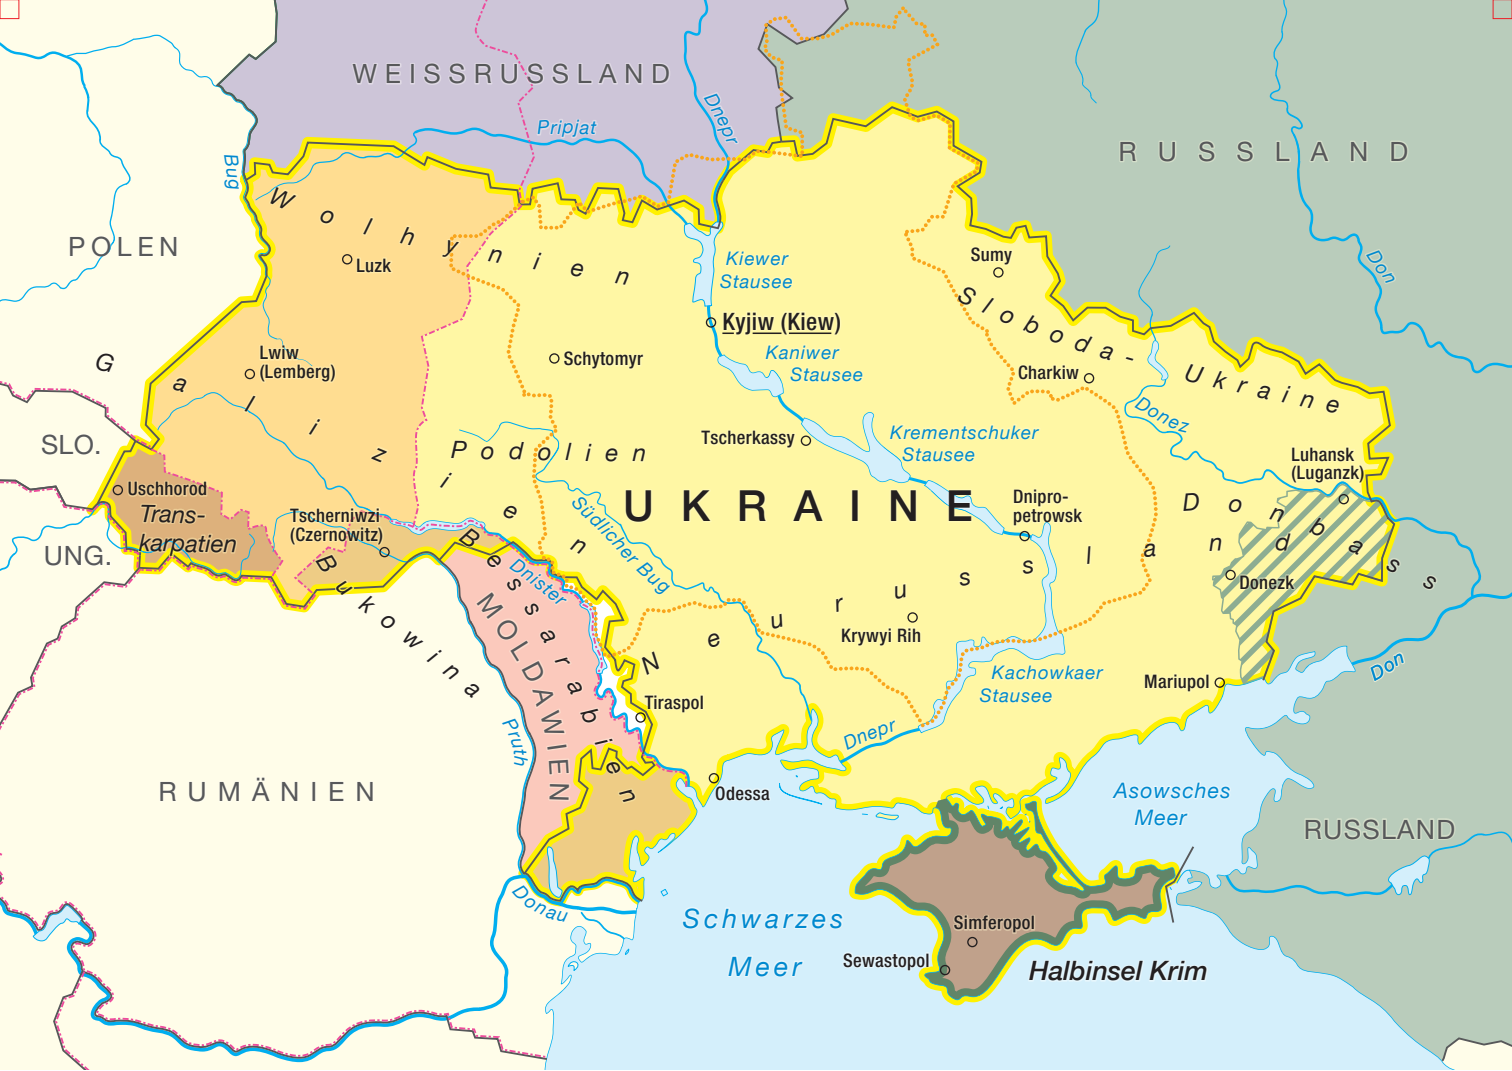 WEISSRUSSLAND
Dnepr
Pripjat
RUSSLAND
Bug
Wolhynien
POLEN
Luzk
Sumy
Kiewer
Stausee
Don
Sloboda-Ukraine
Kyjiw (Kiew)
Galizien
Lwiw
(Lemberg)
Schytomyr
Kaniwer
Stausee
Charkiw
Donez
SLO.
Podolien
Tscherkassy
Krementschuker
Stausee
Luhansk
(Luganzk)
Uschhorod
Trans-
karpatien
Tscherniwzi
(Czernowitz)
Südlicher Bug
UKRAINE
Dnipro-
petrowsk
Donbass
UNG.
Bukowina
Bessarabien
Dnister
Neurussland
Donezk
MOLDAWIEN
Krywyi Rih
Kachowkaer
Stausee
Mariupol
Don
Tiraspol
Pruth
Dnepr
RUMÄNIEN
Odessa
Asowsches
Meer
RUSSLAND
Donau
Schwarzes
Meer
Simferopol
Sewastopol
Halbinsel Krim